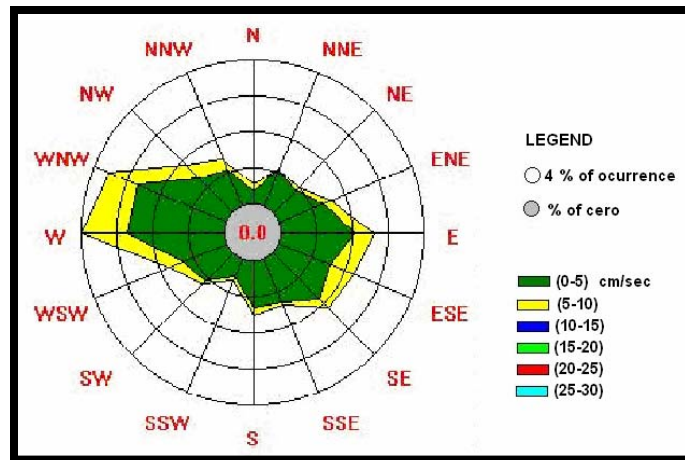 N
NNW
NNE
NW
NE
WNW
ENE
LEGEND
4 % of ocurrence
% of cero
W
0.0
E
WSW
ESE
SW
SE
SSW
SSE
S
(0-5) cm/sec
(5-10)
(10-15)
(15-20)
(20-25)
(25-30)